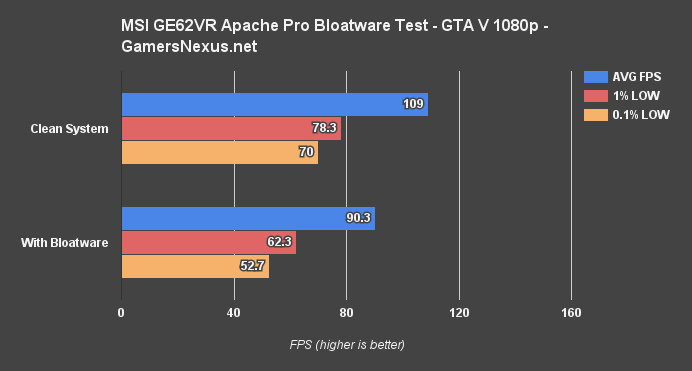 MSI GE62VR Apache Pro Bloatware Test - GTA V 1080p -
GamersNexus.net
AVG FPS
1% LOW
0.1% LOW
Clean System
109
78.3
70
With Bloatware
90.3
62.3
52.7
0 40 80 120 160
FPS (higher is better)